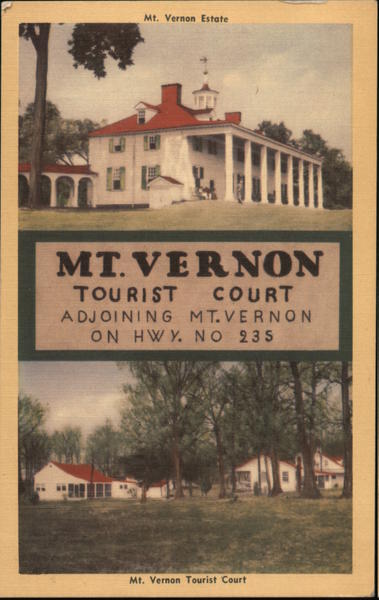 Mt. Vernon Estate
MT. VERNON
TOURIST COURT
ADJOINING MT. VERNON
ON HWY. NO 235
Mt. Vernon Tourist Court